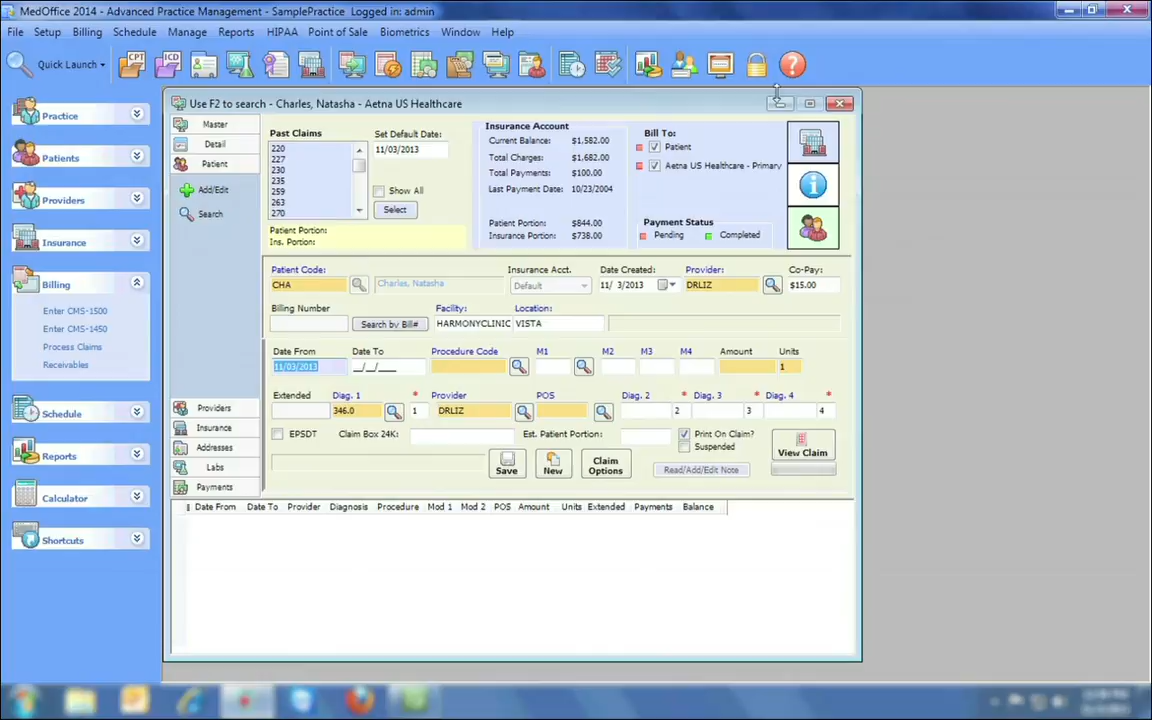 MedOffice 2014 - Advanced Practice Management - SamplePractice Logged in: admin
File Setup Billing Schedule Manage Reports HIPAA Point of Sale Biometrics Window Help
Quick Launch
CPT
ICD
Practice
Patients
Providers
Insurance
Billing
Enter CMS-1500
Enter CMS-1450
Process Claims
Receivables
Schedule
Reports
Calculator
Shortcuts
Use F2 to search - Charles, Natasha - Aetna US Healthcare
Master
Detail
Patient
Add/Edit
Search
Providers
Insurance
Addresses
Labs
Payments
Past Claims
220
227
230
235
259
263
270
Set Default Date:
11/03/2013
Show All
Select
Patient Portion:
Ins. Portion:
Insurance Account
Current Balance: $1,582.00
Total Charges: $1,682.00
Total Payments: $100.00
Last Payment Date: 10/23/2004
Patient Portion: $844.00
Insurance Portion: $738.00
Bill To:
Patient
Aetna US Healthcare - Primary
Payment Status
Pending Completed
Patient Code: Insurance Acct. Date Created: Provider: Co-Pay:
CHA Charles, Natasha Default 11/ 3/2013 DRLIZ $15.00
Billing Number Facility: Location:
Search by Bill# HARMONYCLINIC VISTA
Date From Date To Procedure Code M1 M2 M3 M4 Amount Units
11/03/2013 __/__/____ 1
Extended Diag. 1 * Provider POS Diag. 2 * Diag. 3 * Diag. 4 *
346.0 1 DRLIZ 2 3 4
EPSDT Claim Box 24K: Est. Patient Portion: Print On Claim?
Suspended
View Claim
Save New Claim Options Read/Add/Edit Note
Date From Date To Provider Diagnosis Procedure Mod 1 Mod 2 POS Amount Units Extended Payments Balance